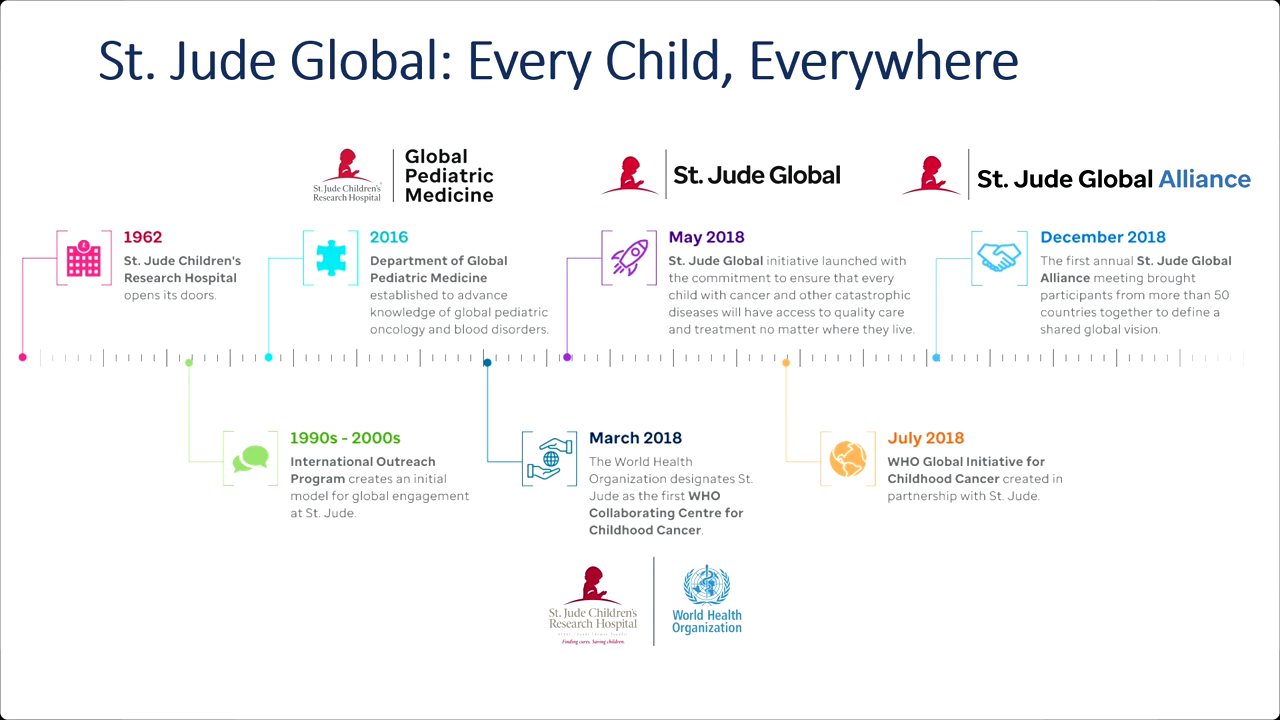 St. Jude Global: Every Child, Everywhere
St. Jude Children's
Research Hospital
Global
Pediatric
Medicine
St. Jude Global
St. Jude Global Alliance
1962
St. Jude Children's
Research Hospital
opens its doors.
2016
Department of Global
Pediatric Medicine
established to advance
knowledge of global pediatric
oncology and blood disorders.
May 2018
St. Jude Global initiative launched with
the commitment to ensure that every
child with cancer and other catastrophic
diseases will have access to quality care
and treatment no matter where they live.
December 2018
The first annual St. Jude Global
Alliance meeting brought
participants from more than 50
countries together to define a
shared global vision.
1990s - 2000s
International Outreach
Program creates an initial
model for global engagement
at St. Jude.
March 2018
The World Health
Organization designates St.
Jude as the first WHO
Collaborating Centre for
Childhood Cancer.
July 2018
WHO Global Initiative for
Childhood Cancer created in
partnership with St. Jude.
St. Jude Children's
Research Hospital
Finding cures. Saving children.
World Health
Organization